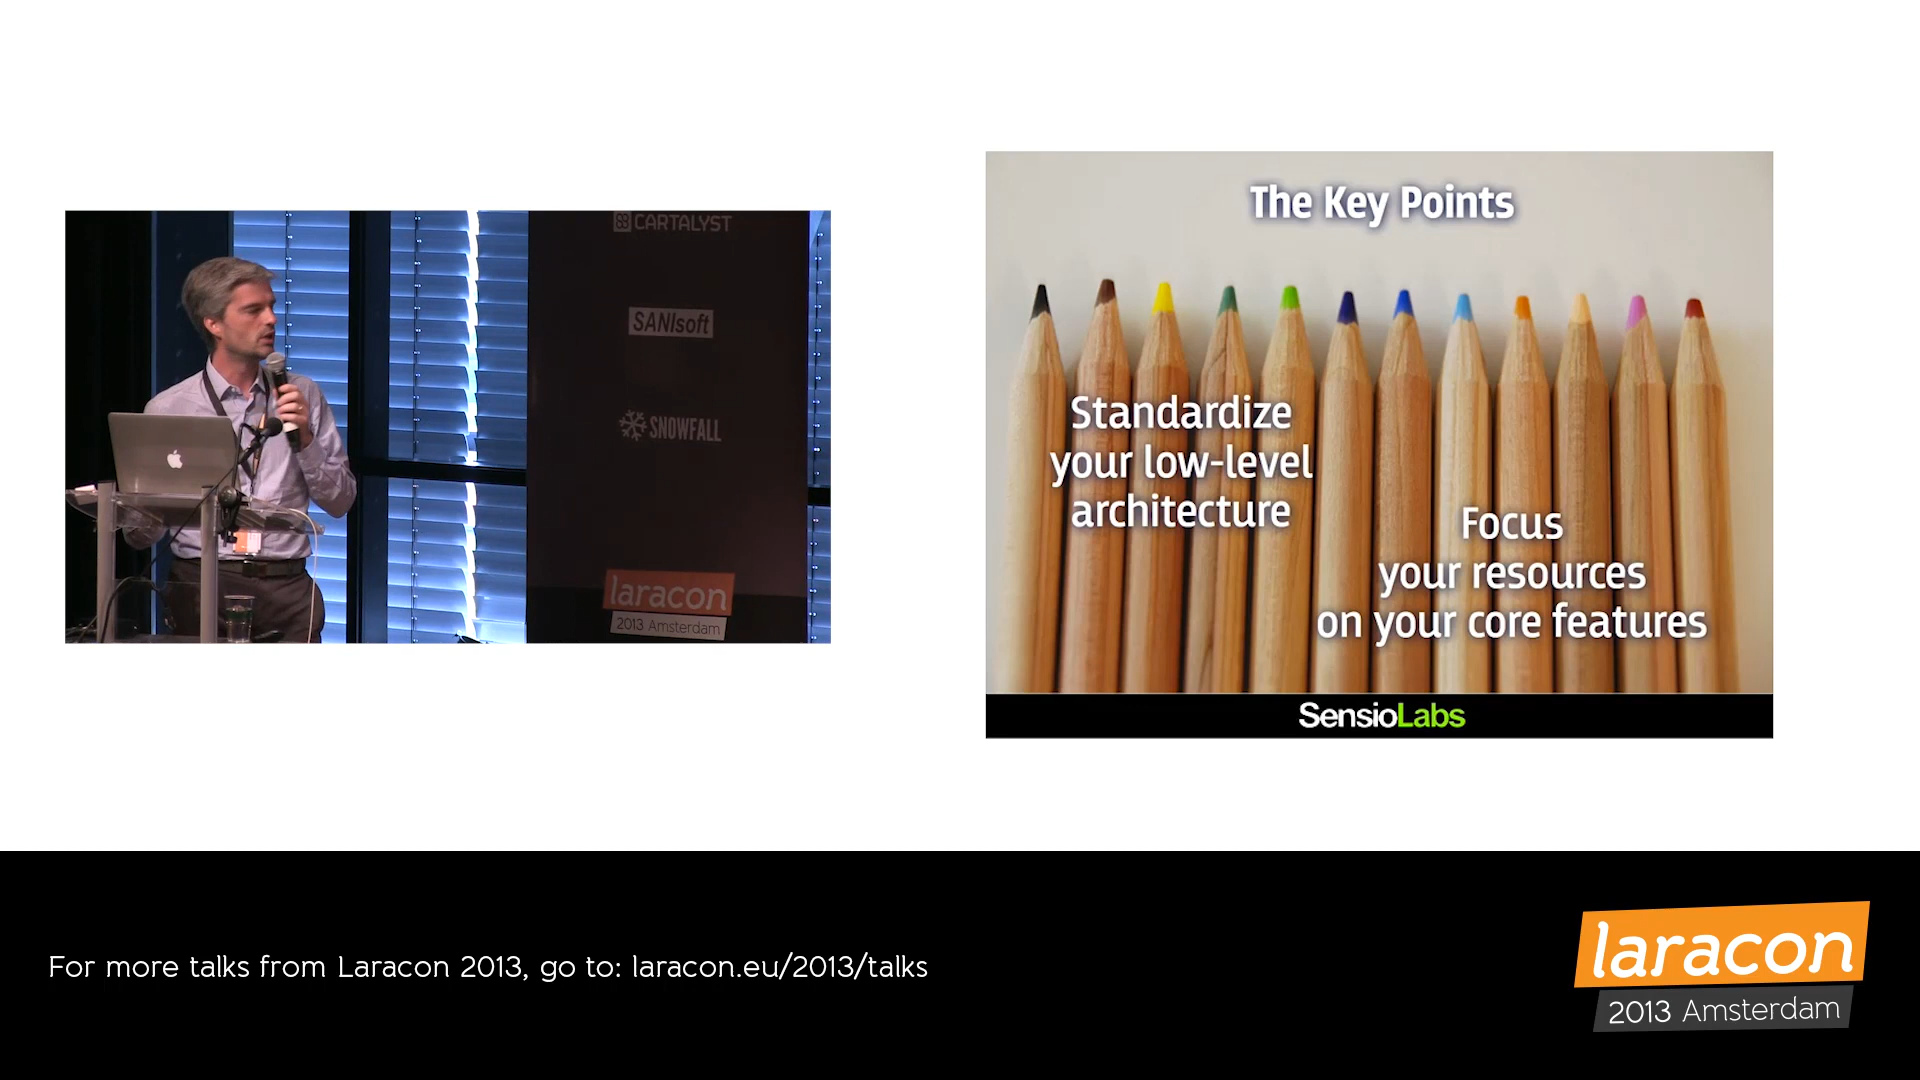 CARTALYST
SANIsoft
SNOWFALL
laracon
2013 Amsterdam
The Key Points
Standardize
your low-level
architecture
Focus
your resources
on your core features
SensioLabs
For more talks from Laracon 2013, go to: laracon.eu/2013/talks
laracon
2013 Amsterdam